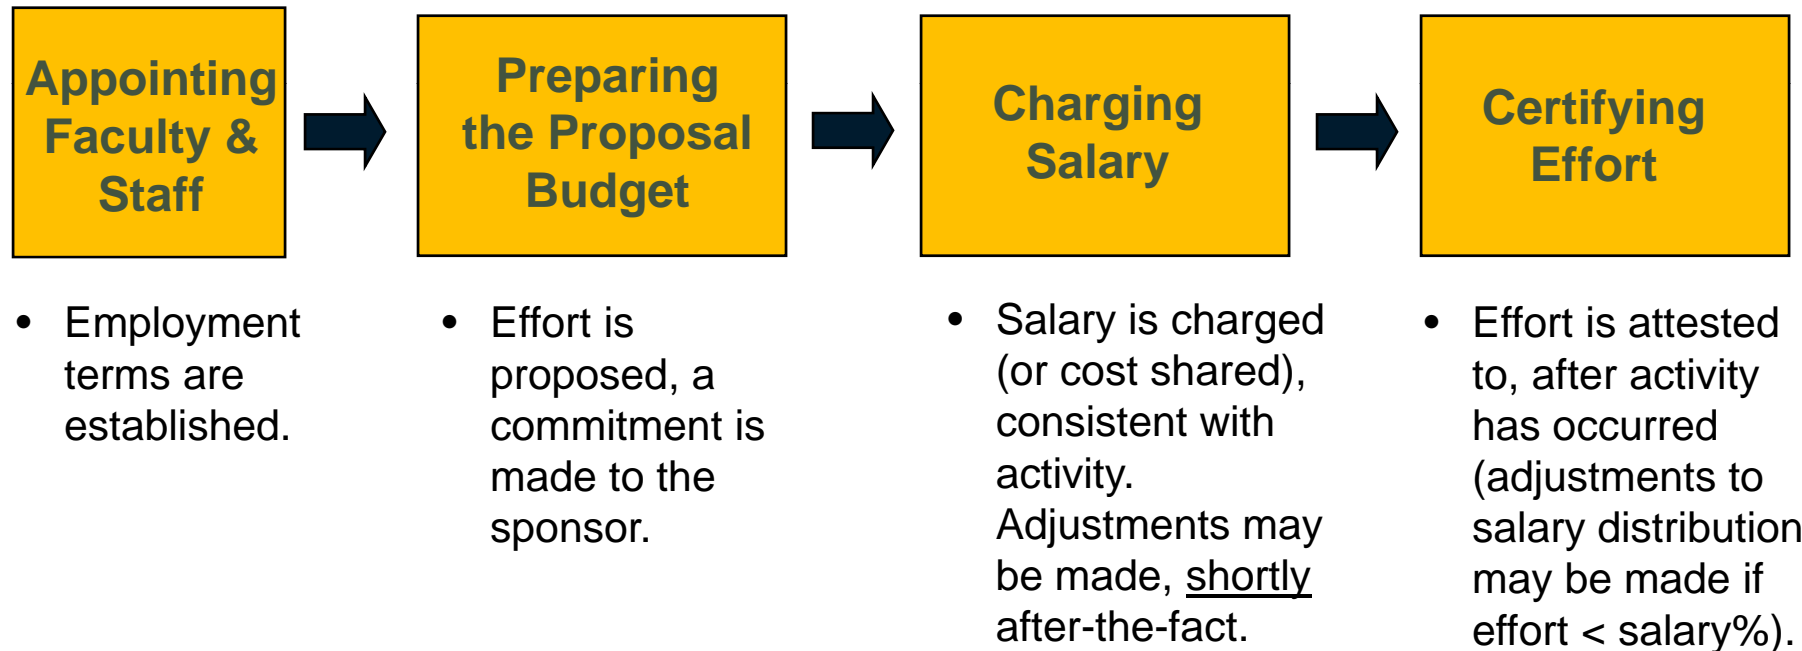 Appointing
Faculty &
Staff
Preparing
the Proposal
Budget
Charging
Salary
Certifying
Effort
• Employment
terms are
established.
• Effort is
proposed, a
commitment is
made to the
sponsor.
• Salary is charged
(or cost shared),
consistent with
activity.
Adjustments may
be made, shortly
after-the-fact.
• Effort is attested
to, after activity
has occurred
(adjustments to
salary distribution
may be made if
effort < salary%).